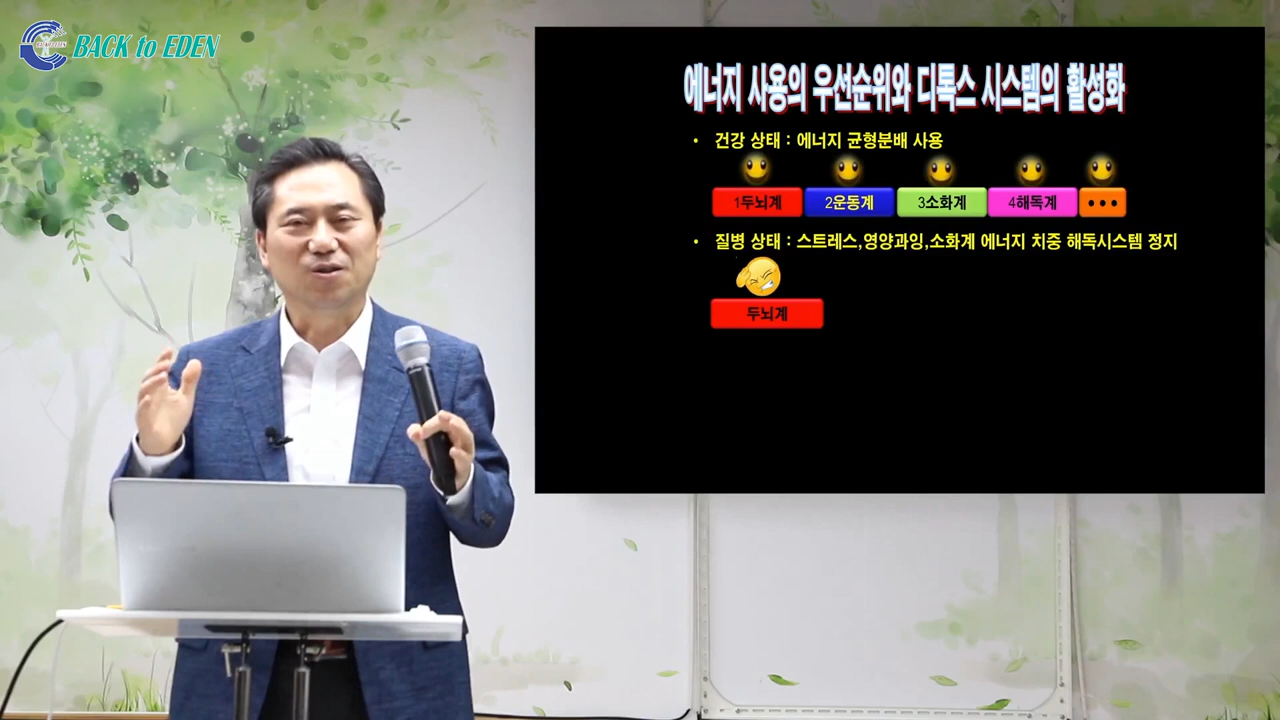 BACK to EDEN
에너지 사용의 우선순위와 디톡스 시스템의 활성화
• 건강 상태 : 에너지 균형분배 사용
1두뇌계 2운동계 3소화계 4해독계 •••
• 질병 상태 : 스트레스,영양과잉,소화계 에너지 치중 해독시스템 정지
두뇌계